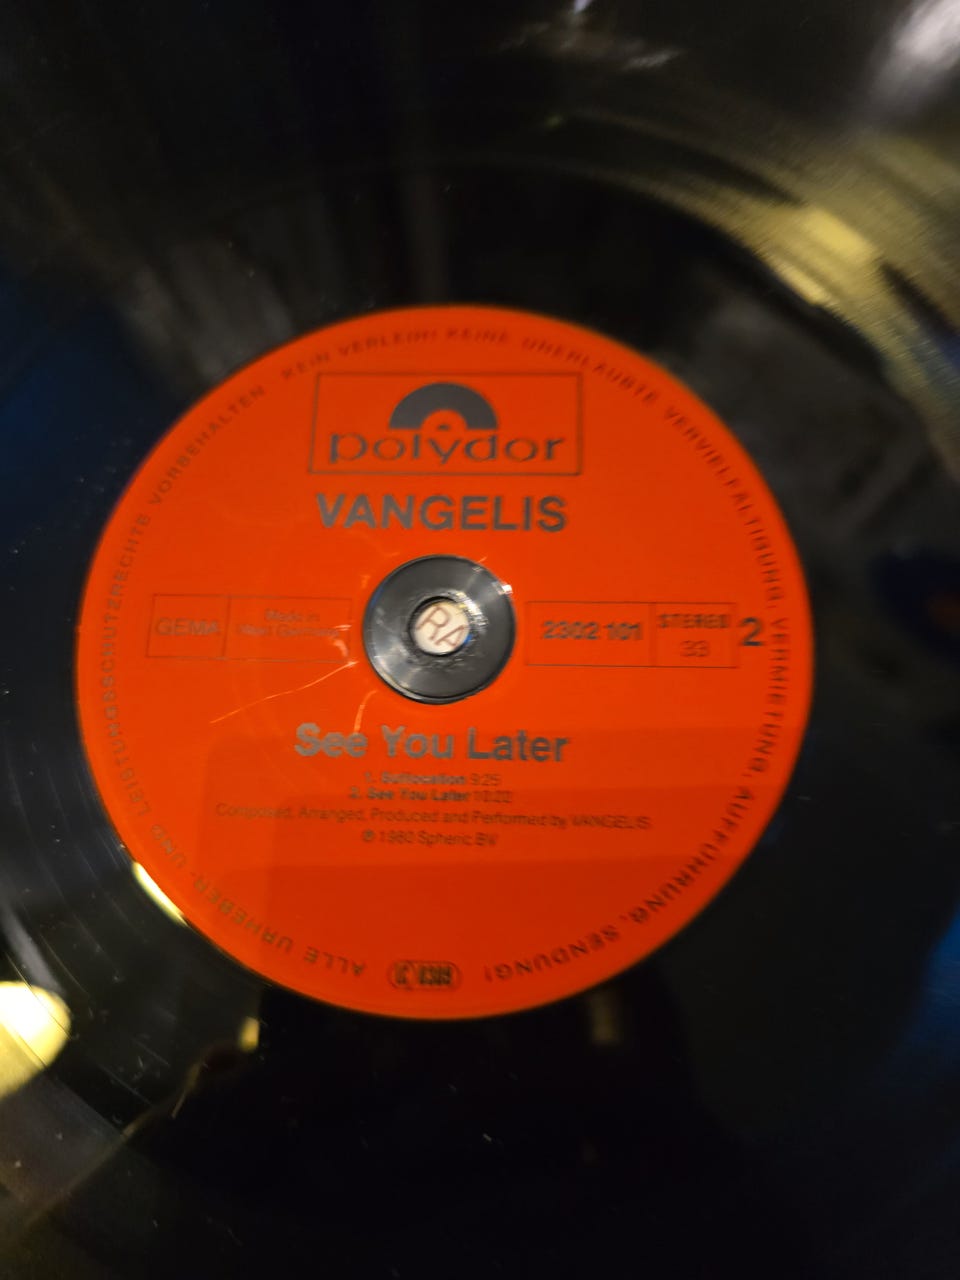 polydor
VANGELIS
GEMA
Made in
West Germany
2302 101
STEREO
33
2
See You Later
1. Suffocation 9:25
2. See You Later 10:22
Composed, Arranged, Produced and Performed by VANGELIS
℗ 1980 Spheric BV
ALLE URHEBER- UND LEISTUNGSSCHUTZRECHTE VORBEHALTEN · KEIN VERLEIH! KEINE UNERLAUBTE VERVIELFÄLTIGUNG, VERMIETUNG, AUFFÜHRUNG, SENDUNG!
RA